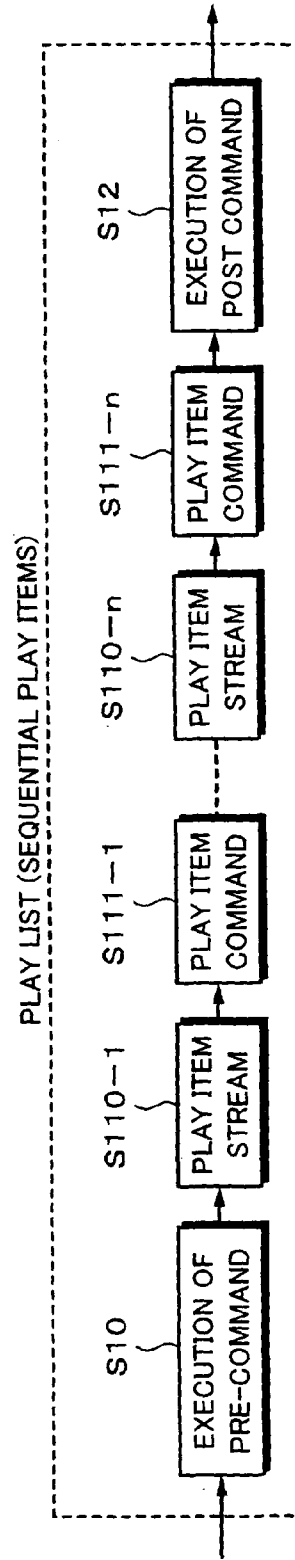 PLAY LIST (SEQUENTIAL PLAY ITEMS)
S10
EXECUTION OF
PRE-COMMAND
S110-1
PLAY ITEM
STREAM
S111-1
PLAY ITEM
COMMAND
S110-n
PLAY ITEM
STREAM
S111-n
PLAY ITEM
COMMAND
S12
EXECUTION OF
POST COMMAND